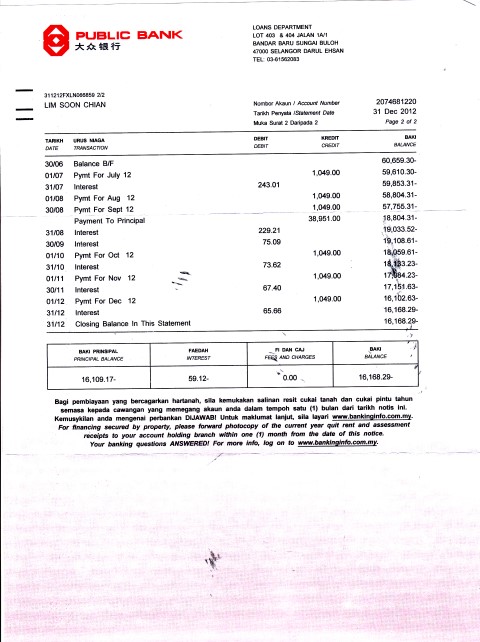 PUBLIC BANK
大众银行
LOANS DEPARTMENT
LOT 403 & 404 JALAN 1A/1
BANDAR BARU SUNGAI BULOH
47000 SELANGOR DARUL EHSAN
TEL: 03-61562083
311212FXLN066859 2/2
LIM SOON CHIAN
Nombor Akaun / Account Number 2074681220
Tarikh Penyata /Statement Date 31 Dec 2012
Muka Surat 2 Daripada 2 Page 2 of 2
TARIKH URUS NIAGA DEBIT KREDIT BAKI
DATE TRANSACTION DEBIT CREDIT BALANCE
30/06 Balance B/F 60,659.30-
01/07 Pymt For July 12 1,049.00 59,610.30-
31/07 Interest 243.01 59,853.31-
01/08 Pymt For Aug 12 1,049.00 58,804.31-
30/08 Pymt For Sept 12 1,049.00 57,755.31-
Payment To Principal 38,951.00 18,804.31-
31/08 Interest 229.21 19,033.52-
30/09 Interest 75.09 19,108.61-
01/10 Pymt For Oct 12 1,049.00 18,059.61-
31/10 Interest 73.62 18,133.23-
01/11 Pymt For Nov 12 1,049.00 17,084.23-
30/11 Interest 67.40 17,151.63-
01/12 Pymt For Dec 12 1,049.00 16,102.63-
31/12 Interest 65.66 16,168.29-
31/12 Closing Balance In This Statement 16,168.29-
BAKI PRINSIPAL FAEDAH FI DAN CAJ BAKI
PRINCIPAL BALANCE INTEREST FEES AND CHARGES BALANCE
16,109.17- 59.12- 0.00 16,168.29-
Bagi pembiayaan yang bercagarkan hartanah, sila kemukakan salinan resit cukai tanah dan cukai pintu tahun
semasa kepada cawangan yang memegang akaun anda dalam tempoh satu (1) bulan dari tarikh notis ini.
Kemusykilan anda mengenai perbankan DIJAWAB! Untuk maklumat lanjut, sila layari www.bankinginfo.com.my.
For financing secured by property, please forward photocopy of the current year quit rent and assessment
receipts to your account holding branch within one (1) month from the date of this notice.
Your banking questions ANSWERED! For more info, log on to www.bankinginfo.com.my.